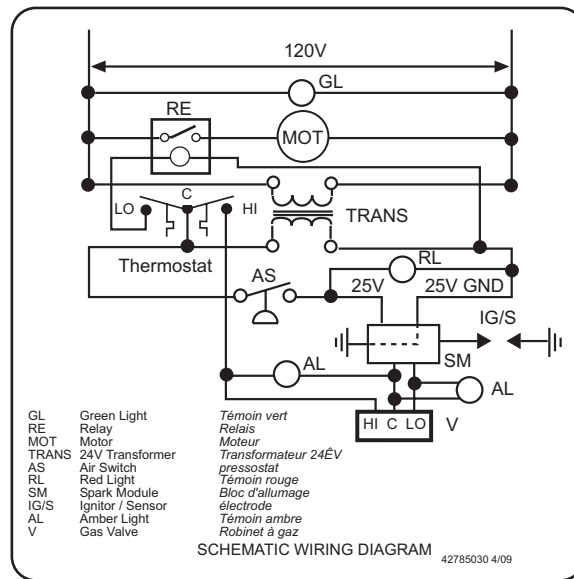 120V
GL
RE
MOT
C
LO
HI
TRANS
Thermostat
RL
AS
25V
25V GND
IG/S
SM
AL
AL
HI C LO
V
GL Green Light Témoin vert
RE Relay Relais
MOT Motor Moteur
TRANS 24V Transformer Transformateur 24ÊV
AS Air Switch pressostat
RL Red Light Témoin rouge
SM Spark Module Bloc d'allumage
IG/S Ignitor / Sensor électrode
AL Amber Light Témoin ambre
V Gas Valve Robinet à gaz
SCHEMATIC WIRING DIAGRAM
42785030 4/09